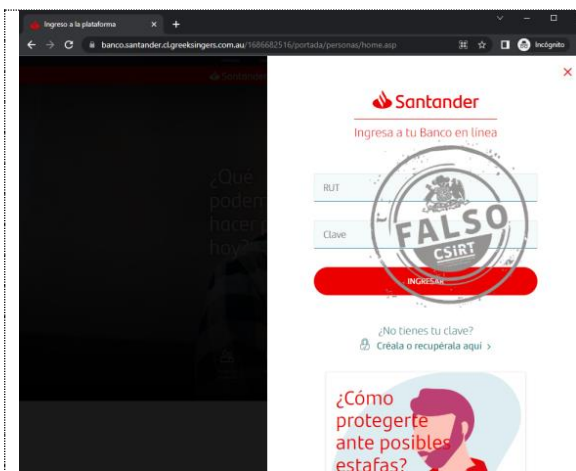 Ingreso a la plataforma
banco.santander.cl.greeksingers.com.au/1686682516/portada/personas/home.asp
Incógnito
Santander
Santander
Ingresa a tu Banco en línea
¿Qué
podem
hacer
hoy?
RUT
Clave
FALSO
CSIRT
INGRESAR
¿No tienes tu clave?
Créala o recupérala aquí >
¿Cómo
protegerte
ante posibles
estafas?